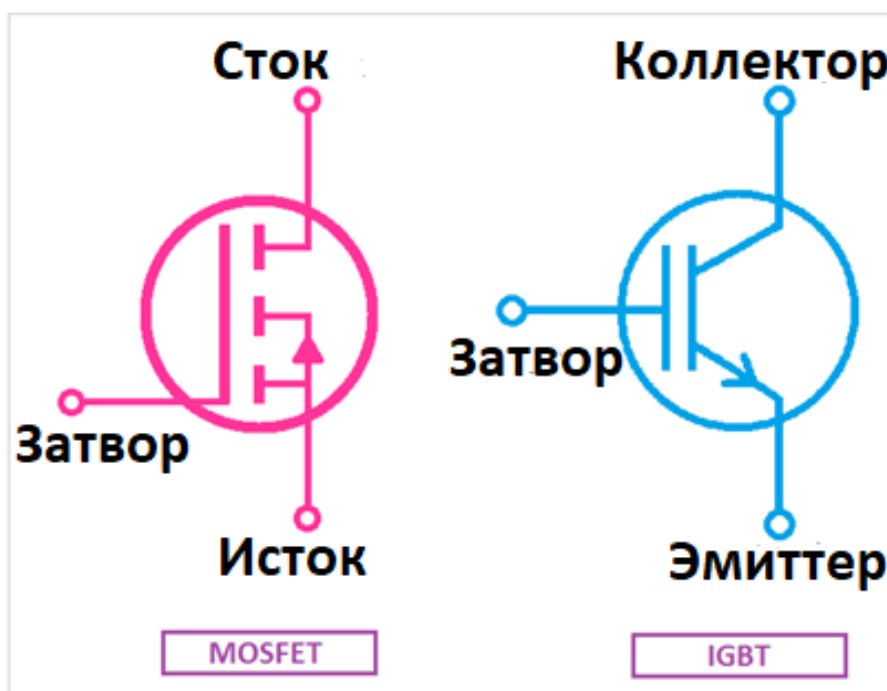 Сток
Коллектор
Затвор
Затвор
Исток
Эмиттер
MOSFET
IGBT